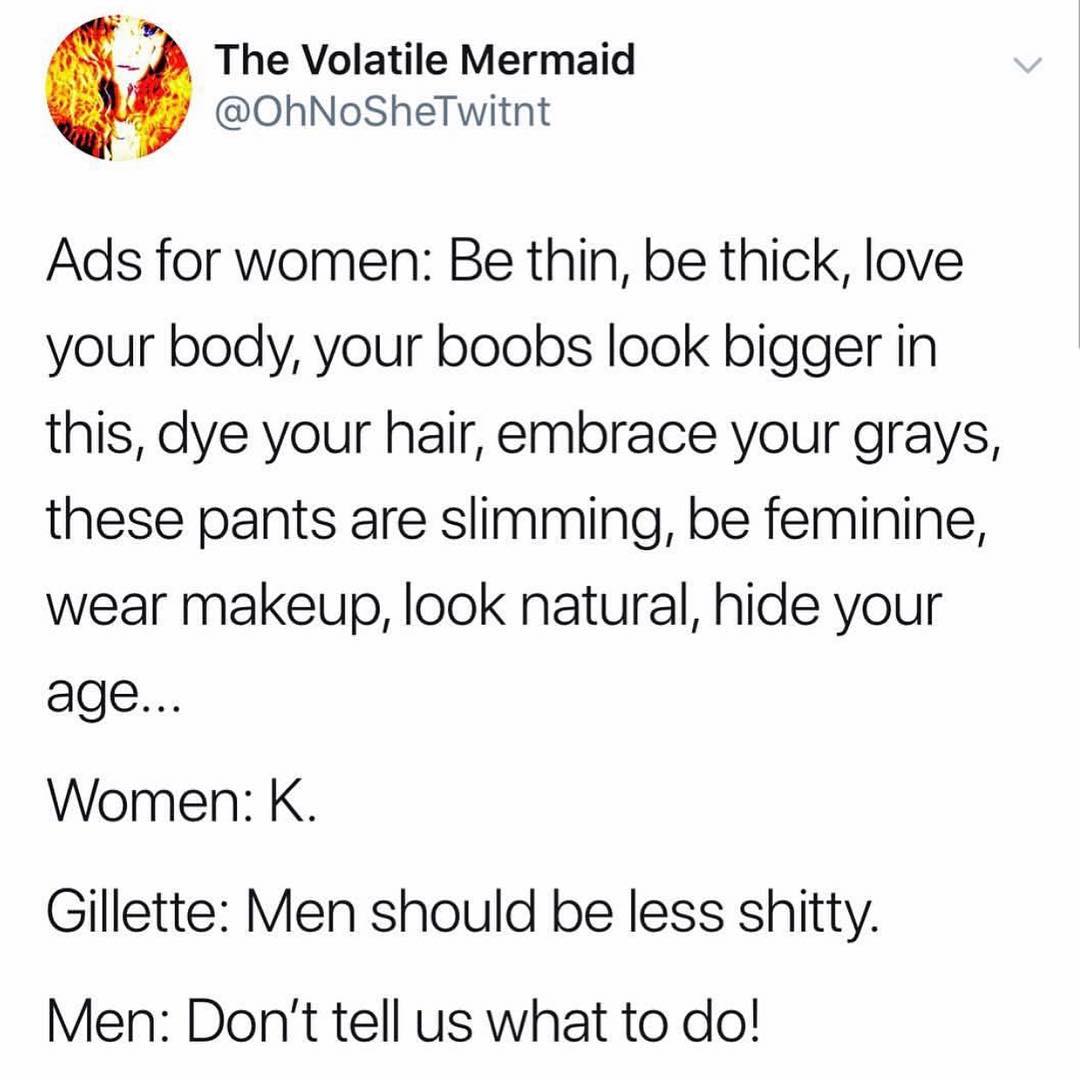 The Volatile Mermaid
@OhNoSheTwitnt
Ads for women: Be thin, be thick, love
your body, your boobs look bigger in
this, dye your hair, embrace your grays,
these pants are slimming, be feminine,
wear makeup, look natural, hide your
age...
Women: K.
Gillette: Men should be less shitty.
Men: Don't tell us what to do!